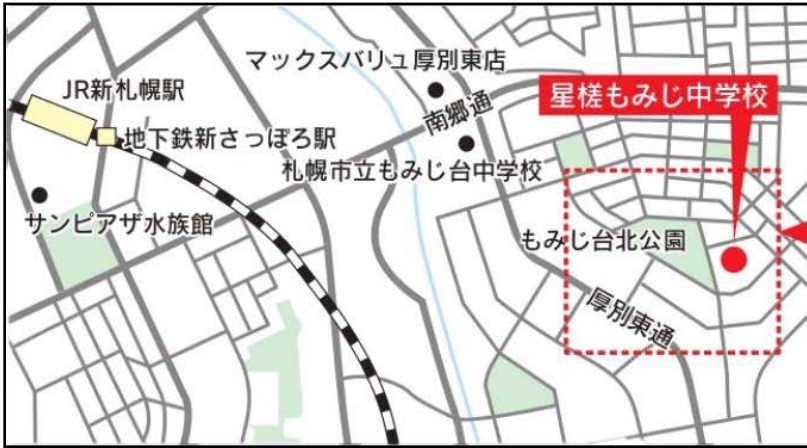 マックスバリュ厚別東店
JR新札幌駅
星槎もみじ中学校
南郷通
地下鉄新さっぽろ駅
札幌市立もみじ台中学校
サンピアザ水族館
もみじ台北公園
厚別東通